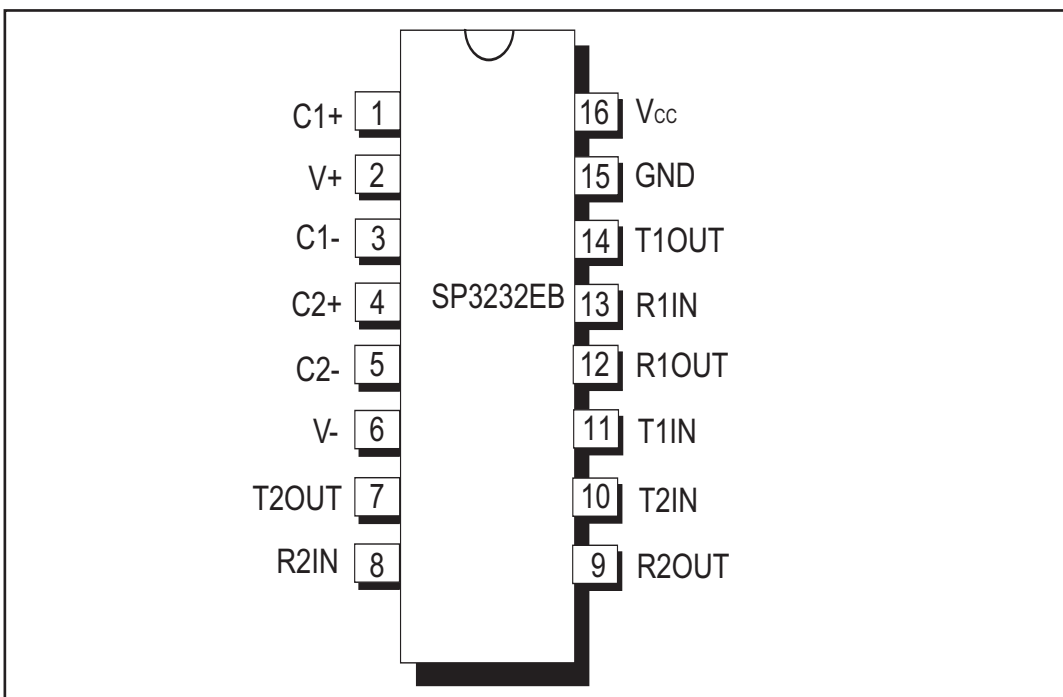 C1+ 1
V+ 2
C1- 3
C2+ 4
C2- 5
V- 6
T2OUT 7
R2IN 8
SP3232EB
16 Vcc
15 GND
14 T1OUT
13 R1IN
12 R1OUT
11 T1IN
10 T2IN
9 R2OUT